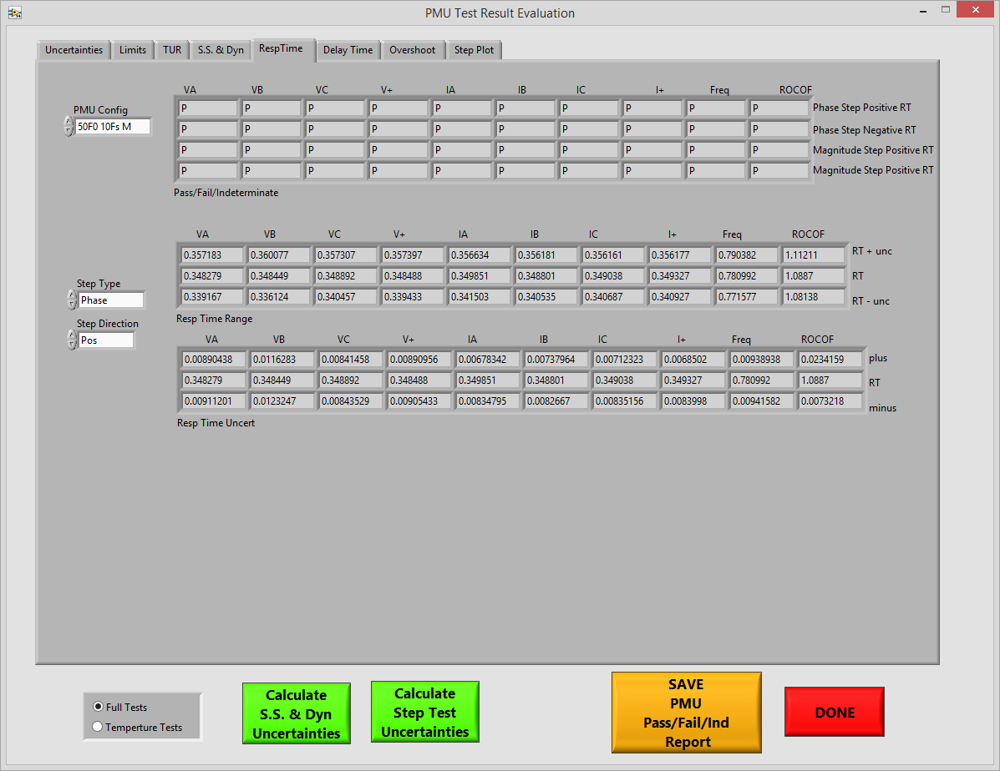 PMU Test Result Evaluation
Uncertainties Limits TUR S.S. & Dyn RespTime Delay Time Overshoot Step Plot
VA VB VC V+ IA IB IC I+ Freq ROCOF
PMU Config
50F0 10Fs M
P P P P P P P P P P Phase Step Positive RT
P P P P P P P P P P Phase Step Negative RT
P P P P P P P P P P Magnitude Step Positive RT
P P P P P P P P P P Magnitude Step Positive RT
Pass/Fail/Indeterminate
VA VB VC V+ IA IB IC I+ Freq ROCOF
0.357183 0.360077 0.357307 0.357397 0.356634 0.356181 0.356161 0.356177 0.790382 1.11211 RT + unc
0.348279 0.348449 0.348892 0.348488 0.349851 0.348801 0.349038 0.349327 0.780992 1.0887 RT
0.339167 0.336124 0.340457 0.339433 0.341503 0.340535 0.340687 0.340927 0.771577 1.08138 RT - unc
Resp Time Range
Step Type
Phase
Step Direction
Pos
VA VB VC V+ IA IB IC I+ Freq ROCOF
0.00890438 0.0116283 0.00841458 0.00890956 0.00678342 0.00737964 0.00712323 0.0068502 0.00938938 0.0234159 plus
0.348279 0.348449 0.348892 0.348488 0.349851 0.348801 0.349038 0.349327 0.780992 1.0887 RT
0.00911201 0.0123247 0.00843529 0.00905433 0.00834795 0.0082667 0.00835156 0.0083998 0.00941582 0.0073218 minus
Resp Time Uncert
Full Tests
Temperture Tests
Calculate
S.S. & Dyn
Uncertainties
Calculate
Step Test
Uncertainties
SAVE
PMU
Pass/Fail/Ind
Report
DONE